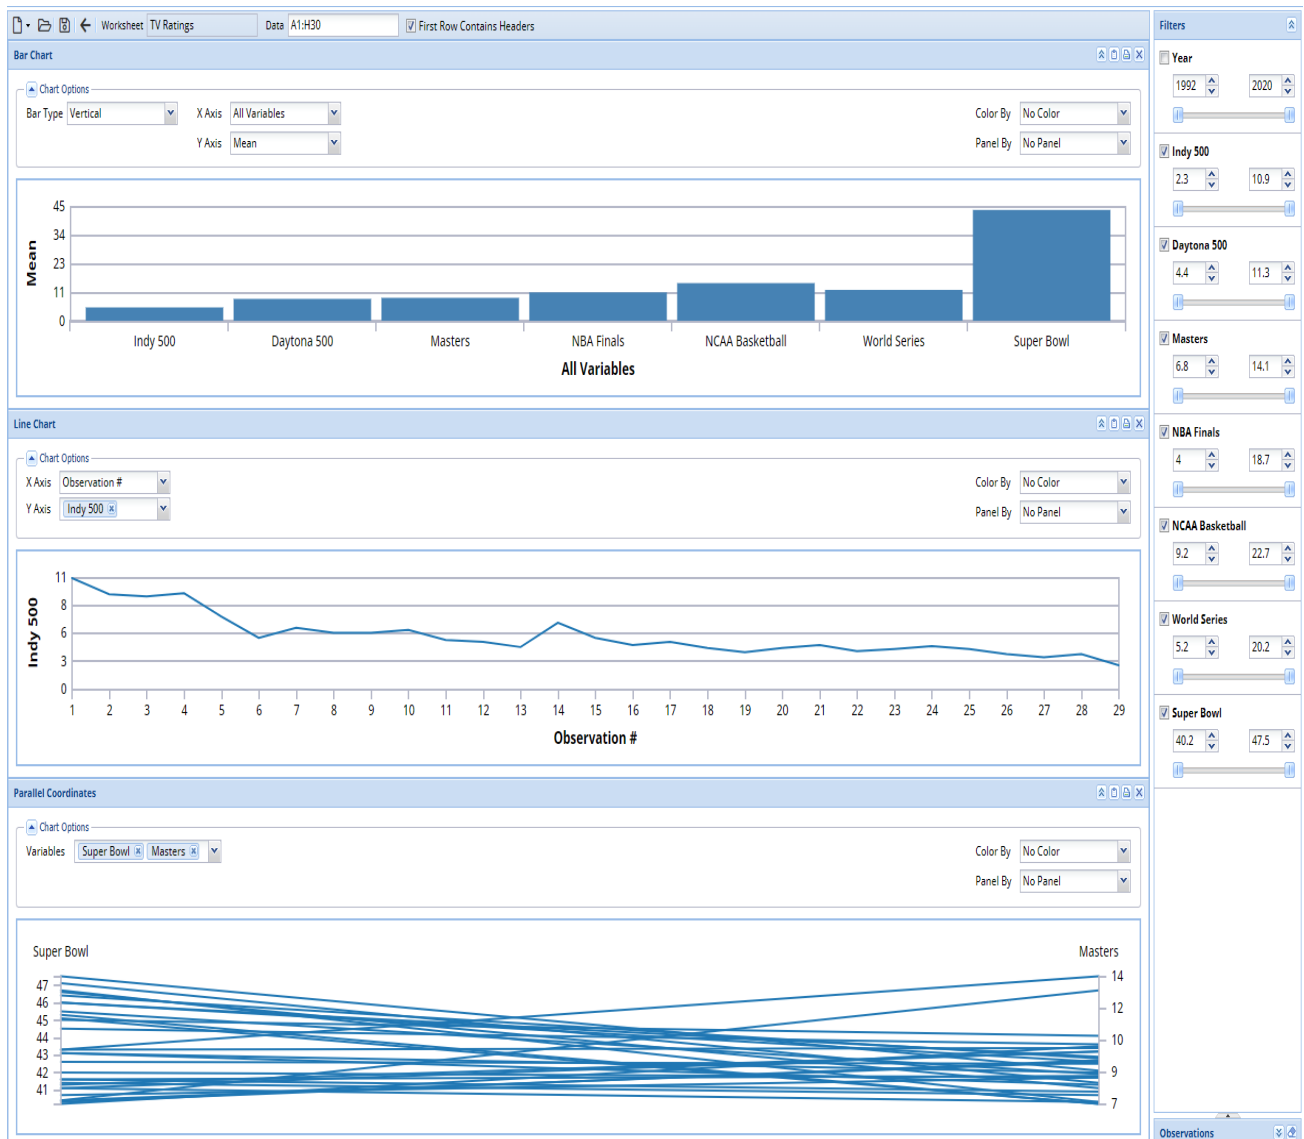 Worksheet TV Ratings Data A1:H30 First Row Contains Headers
Bar Chart
Chart Options
Bar Type Vertical X Axis All Variables Color By No Color
Y Axis Mean Panel By No Panel
45
34
23
11
0
Mean
Indy 500 Daytona 500 Masters NBA Finals NCAA Basketball World Series Super Bowl
All Variables
Line Chart
Chart Options
X Axis Observation # Color By No Color
Y Axis Indy 500 Panel By No Panel
11
8
6
3
0
Indy 500
1 2 3 4 5 6 7 8 9 10 11 12 13 14 15 16 17 18 19 20 21 22 23 24 25 26 27 28 29
Observation #
Parallel Coordinates
Chart Options
Variables Super Bowl Masters Color By No Color
Panel By No Panel
Super Bowl Masters
47
46
45
44
43
42
41
14
12
10
9
7
Filters
Year
1992 2020
Indy 500
2.3 10.9
Daytona 500
4.4 11.3
Masters
6.8 14.1
NBA Finals
4 18.7
NCAA Basketball
9.2 22.7
World Series
5.2 20.2
Super Bowl
40.2 47.5
Observations